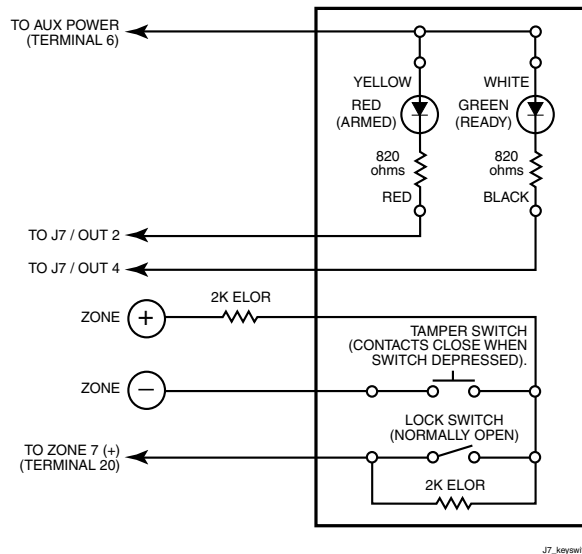 TO AUX POWER
(TERMINAL 6)
YELLOW
WHITE
RED
(ARMED)
GREEN
(READY)
820
ohms
820
ohms
RED
BLACK
TO J7 / OUT 2
TO J7 / OUT 4
2K ELOR
ZONE +
TAMPER SWITCH
(CONTACTS CLOSE WHEN
SWITCH DEPRESSED).
ZONE −
LOCK SWITCH
(NORMALLY OPEN)
TO ZONE 7 (+)
(TERMINAL 20)
2K ELOR